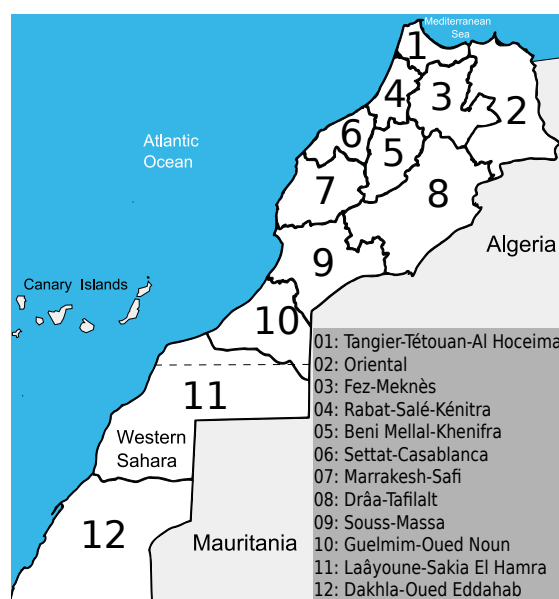 Mediterranean
Sea
1
2
3
4
5
6
7
8
9
10
11
12
Atlantic
Ocean
Algeria
Canary Islands
Western
Sahara
Mauritania
01: Tangier-Tétouan-Al Hoceima
02: Oriental
03: Fez-Meknès
04: Rabat-Salé-Kénitra
05: Beni Mellal-Khenifra
06: Settat-Casablanca
07: Marrakesh-Safi
08: Drâa-Tafilalt
09: Souss-Massa
10: Guelmim-Oued Noun
11: Laâyoune-Sakia El Hamra
12: Dakhla-Oued Eddahab